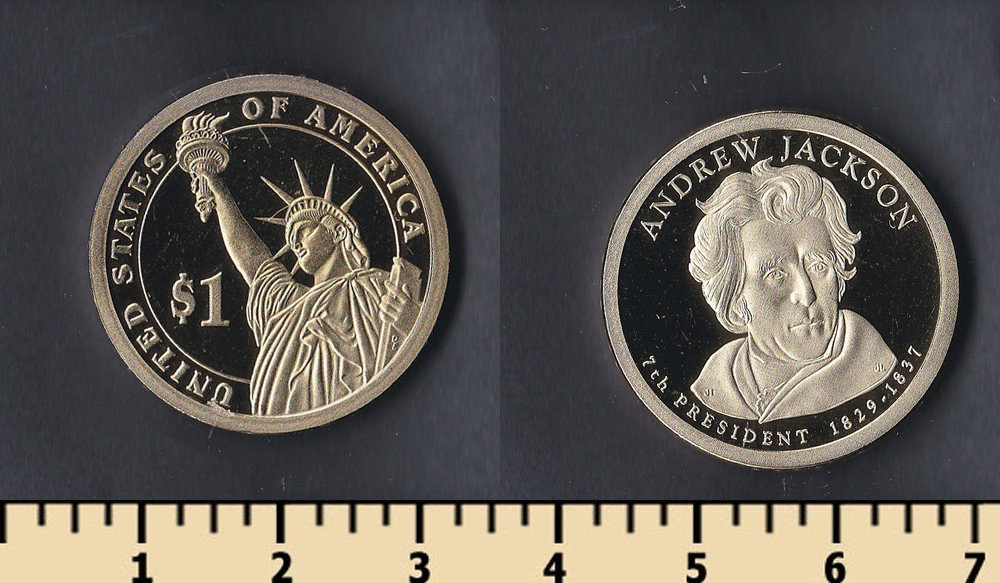 UNITED STATES OF AMERICA
$1
ANDREW JACKSON
7th PRESIDENT 1829-1837
1 2 3 4 5 6 7